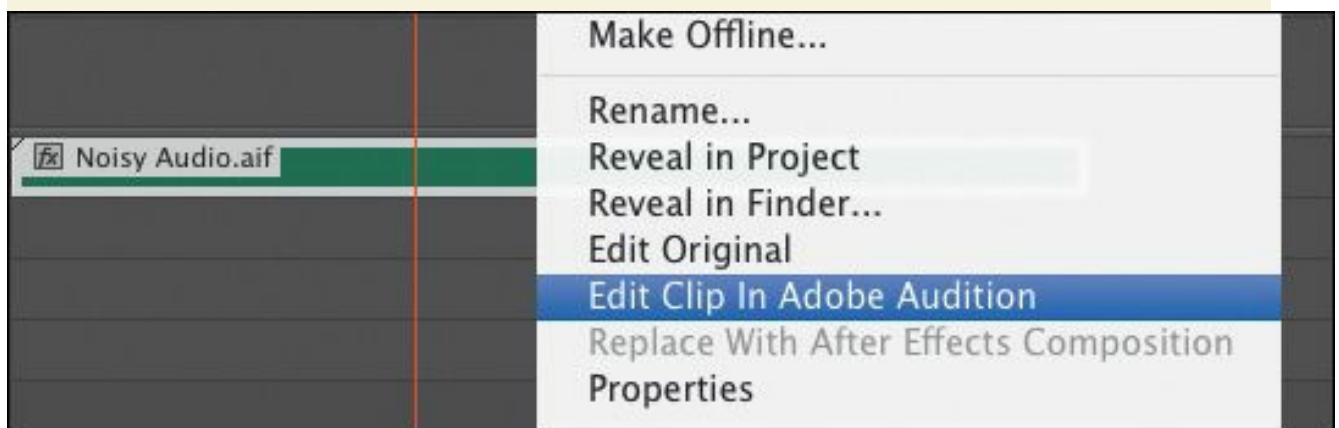 Make Offline...
Rename...
fx Noisy Audio.aif
Reveal in Project
Reveal in Finder...
Edit Original
Edit Clip In Adobe Audition
Replace With After Effects Composition
Properties